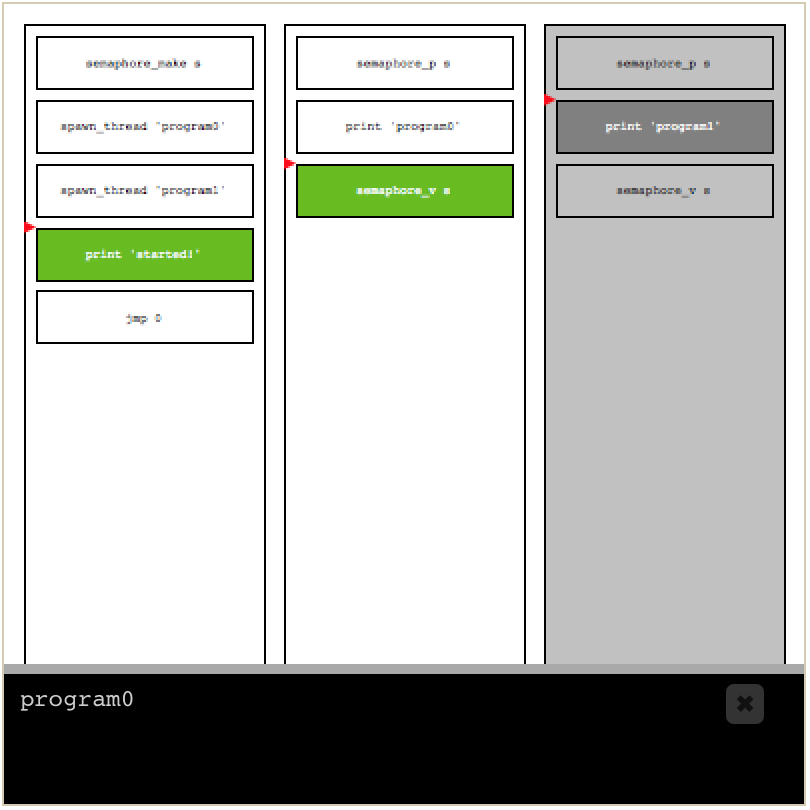 semaphore_make s
spawn_thread 'program0'
spawn_thread 'program1'
print 'started!'
jmp 0
semaphore_p s
print 'program0'
semaphore_v s
semaphore_p s
print 'program1'
semaphore_v s
program0